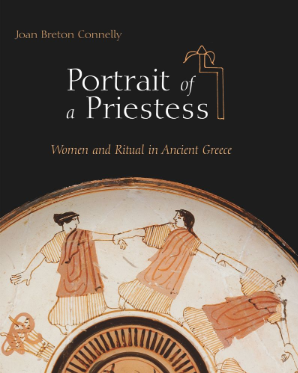 Joan Breton Connelly
Portrait of
a Priestess
Women and Ritual in Ancient Greece